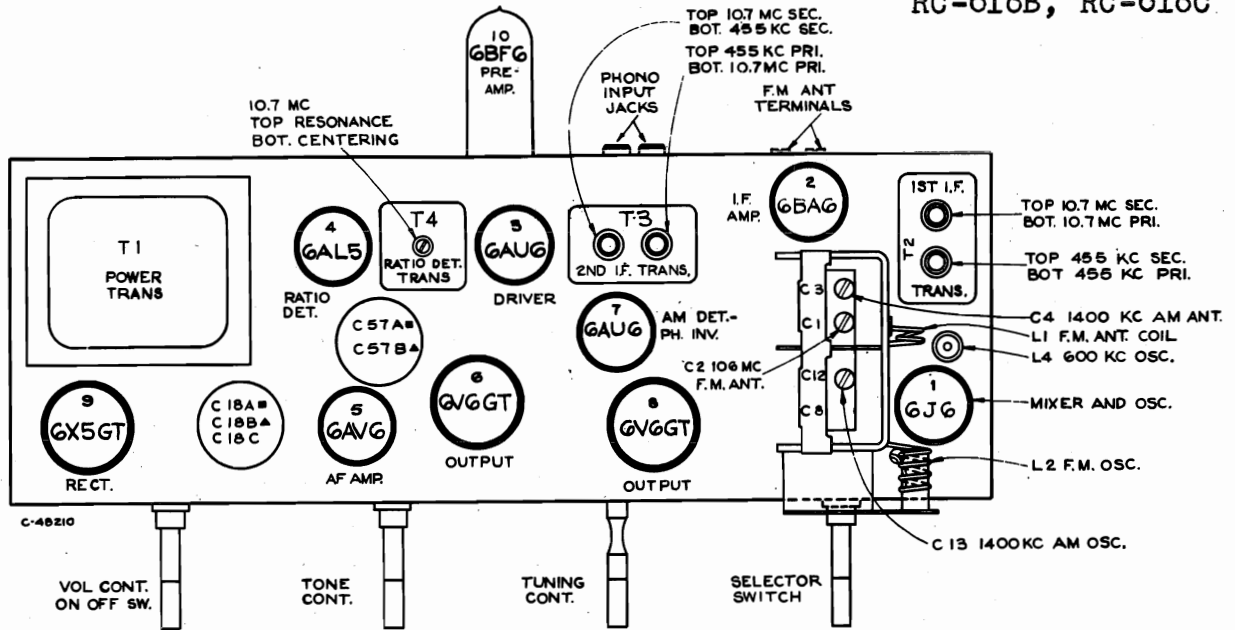 RC-618B, RC-618C
TOP 10.7 MC SEC.
BOT. 455 KC SEC.
TOP 455 KC PRI.
BOT. 10.7 MC PRI.
10
6BF6
PRE-
AMP.
PHONO
INPUT
JACKS
F.M ANT
TERMINALS
10.7 MC
TOP RESONANCE
BOT. CENTERING
T1
POWER
TRANS
4
6AL5
RATIO
DET.
T4
RATIO DET.
TRANS
3
6AU6
DRIVER
T3
2ND I.F. TRANS.
I.F.
AMP.
2
6BA6
1ST I.F.
T2
TRANS.
TOP 10.7 MC SEC.
BOT. 10.7 MC PRI.
TOP 455 KC SEC.
BOT 455 KC PRI.
C57A■
C57B▲
7
6AU6
AM DET.-
PH. INV.
C3
C1
C12
C8
C4 1400 KC AM ANT.
L1 F.M. ANT. COIL
L4 600 KC OSC.
C2 106 MC
F.M. ANT.
9
6X5GT
RECT.
C18A■
C18B▲
C18C
5
6AV6
AF AMP.
6
6V6GT
OUTPUT
8
6V6GT
OUTPUT
1
6J6
MIXER AND OSC.
L2 F.M. OSC.
C13 1400KC AM OSC.
C-48210
VOL CONT.
ON OFF SW.
TONE
CONT.
TUNING
CONT.
SELECTOR
SWITCH